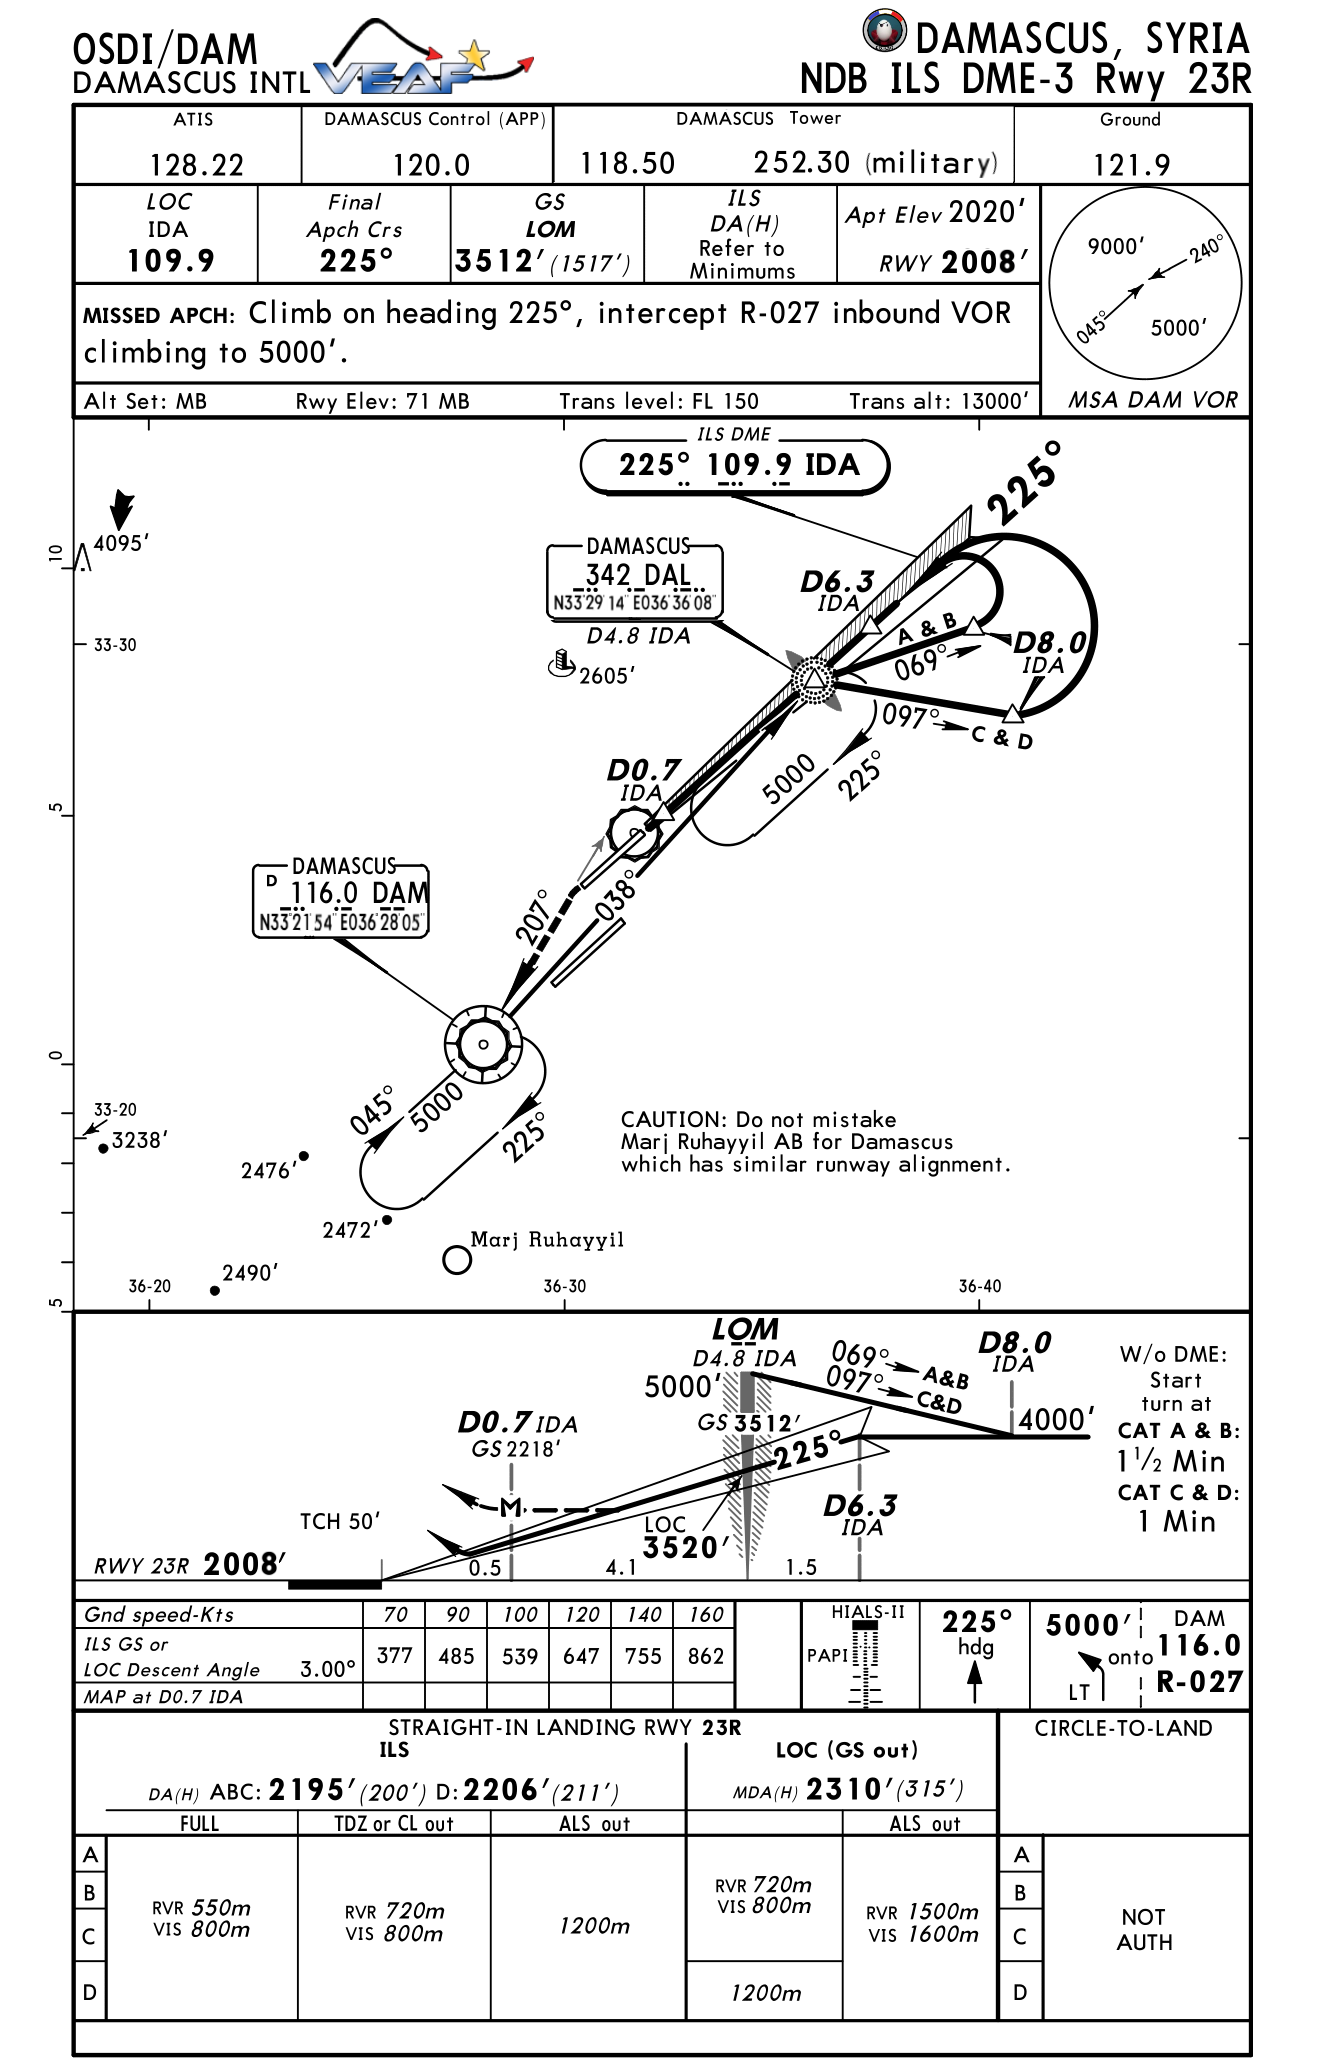 OSDI/DAM
DAMASCUS INTL
VEAF
DAMASCUS, SYRIA
NDB ILS DME-3 Rwy 23R
ATIS
128.22
DAMASCUS Control (APP)
120.0
DAMASCUS Tower
118.50 252.30 (military)
Ground
121.9
LOC
IDA
109.9
Final
Apch Crs
225°
GS
LOM
3512' (1517')
ILS
DA(H)
Refer to
Minimums
Apt Elev 2020'
RWY 2008'
9000'
240°
045°
5000'
MSA DAM VOR
MISSED APCH: Climb on heading 225°, intercept R-027 inbound VOR
climbing to 5000'.
Alt Set: MB Rwy Elev: 71 MB Trans level: FL 150 Trans alt: 13000'
ILS DME
225° 109.9 IDA
225°
4095'
10
DAMASCUS
342 DAL
N33°29'14" E036°36'08"
D4.8 IDA
D6.3
IDA
A & B
069°
D8.0
IDA
33-30
2605'
097°
C & D
5000
225°
D0.7
IDA
5
DAMASCUS
D 116.0 DAM
N33°21'54" E036°28'05"
207°
038°
0
045°
5000
225°
33-20
3238'
2476'
2472'
2490'
CAUTION: Do not mistake
Marj Ruhayyil AB for Damascus
which has similar runway alignment.
Marj Ruhayyil
36-20
36-30
36-40
5
LOM
D4.8 IDA
5000'
GS 3512'
069° A&B
097° C&D
D8.0
IDA
4000'
W/o DME:
Start
turn at
CAT A & B:
1 1/2 Min
CAT C & D:
1 Min
D0.7 IDA
GS 2218'
225°
M
D6.3
IDA
TCH 50'
LOC
3520'
RWY 23R 2008'
0.5
4.1
1.5
Gnd speed-Kts 70 90 100 120 140 160
ILS GS or
LOC Descent Angle 3.00° 377 485 539 647 755 862
MAP at D0.7 IDA
HIALS-II
PAPI
225°
hdg
5000'
LT
onto
DAM
116.0
R-027
STRAIGHT-IN LANDING RWY 23R
ILS
LOC (GS out)
CIRCLE-TO-LAND
DA(H) ABC: 2195' (200') D: 2206' (211')
MDA(H) 2310' (315')
FULL
TDZ or CL out
ALS out
ALS out
A
B
C
D
RVR 550m
VIS 800m
RVR 720m
VIS 800m
1200m
RVR 720m
VIS 800m
1200m
RVR 1500m
VIS 1600m
A
B
C
D
NOT
AUTH